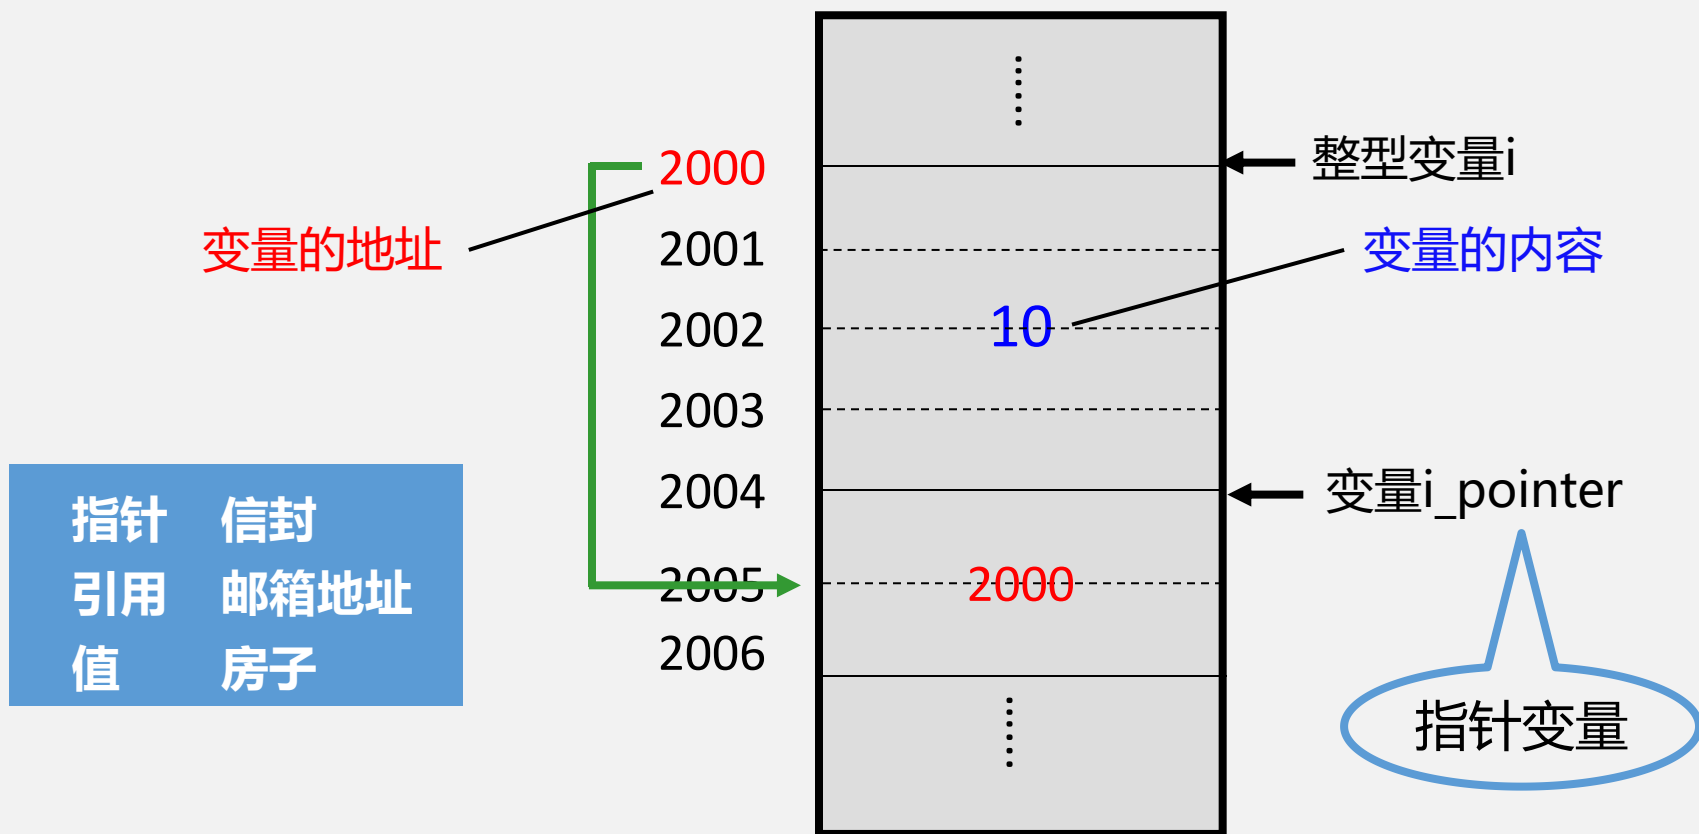 整型变量i
2000
变量的地址
2001
变量的内容
2002
10
2003
2004
变量i_pointer
指针 信封
引用 邮箱地址
值 房子
2005
2000
2006
指针变量